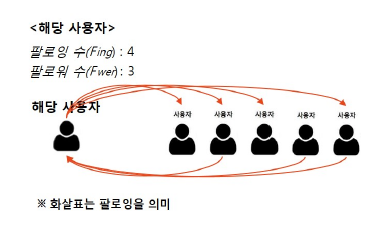 <해당 사용자>
팔로잉 수(Fing) : 4
팔로워 수(Fwer) : 3
해당 사용자
사용자 사용자 사용자 사용자 사용자
※ 화살표는 팔로잉을 의미